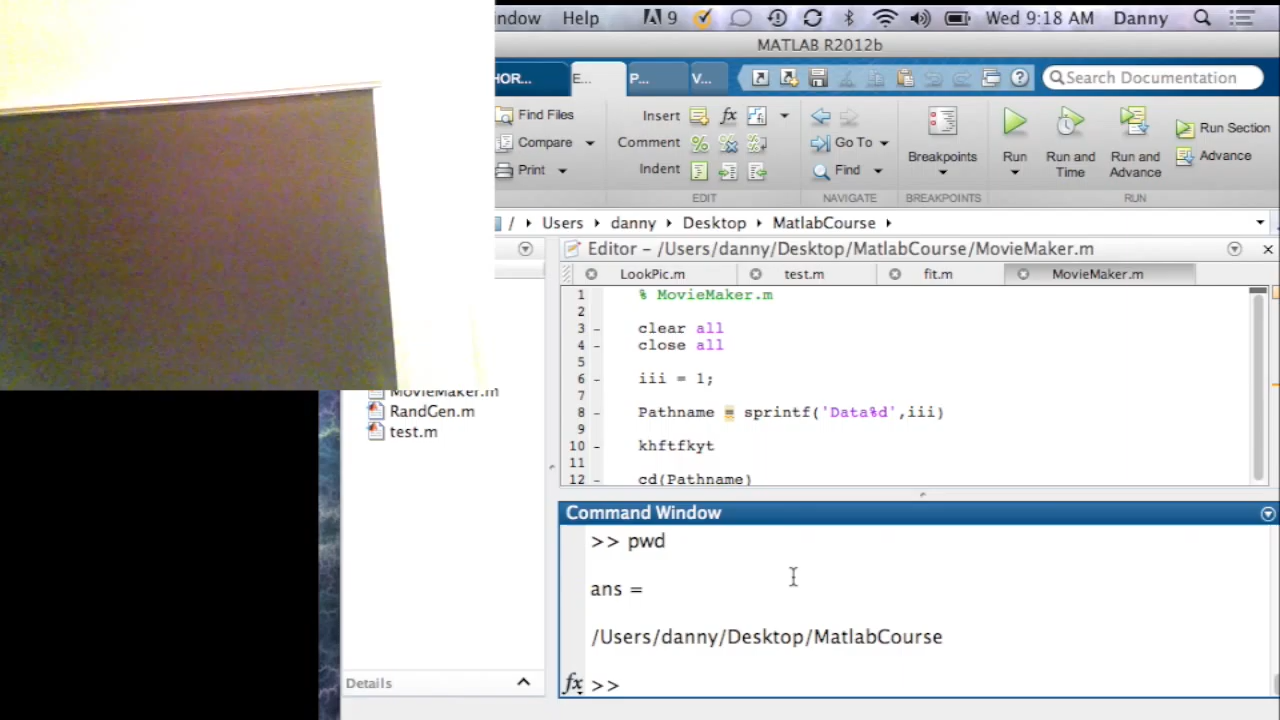 indow Help 9 Wed 9:18 AM Danny
MATLAB R2012b
HOR... E... P... V... Search Documentation
Find Files Insert fx
Compare Comment Go To Breakpoints Run Run and Time Run and Advance Run Section
Print Indent Find Advance
EDIT NAVIGATE BREAKPOINTS RUN
/ Users danny Desktop MatlabCourse
Editor - /Users/danny/Desktop/MatlabCourse/MovieMaker.m
LookPic.m test.m fit.m MovieMaker.m
1 % MovieMaker.m
2
3 - clear all
4 - close all
5
6 - iii = 1;
7
8 - Pathname = sprintf('Data%d',iii)
9
10 - khftfkyt
11
12 - cd(Pathname)
MovieMaker.m
RandGen.m
test.m
Command Window
>> pwd
ans =
/Users/danny/Desktop/MatlabCourse
fx >>
Details